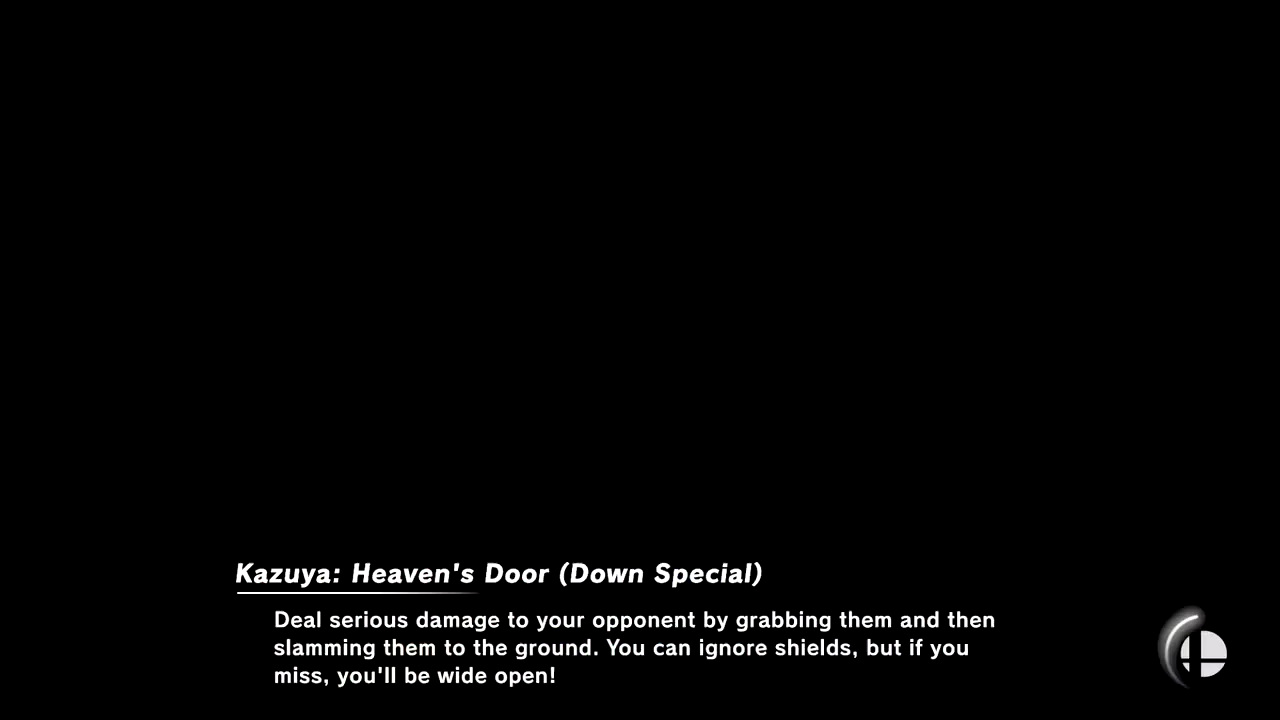 Kazuya: Heaven's Door (Down Special)
Deal serious damage to your opponent by grabbing them and then
slamming them to the ground. You can ignore shields, but if you
miss, you'll be wide open!